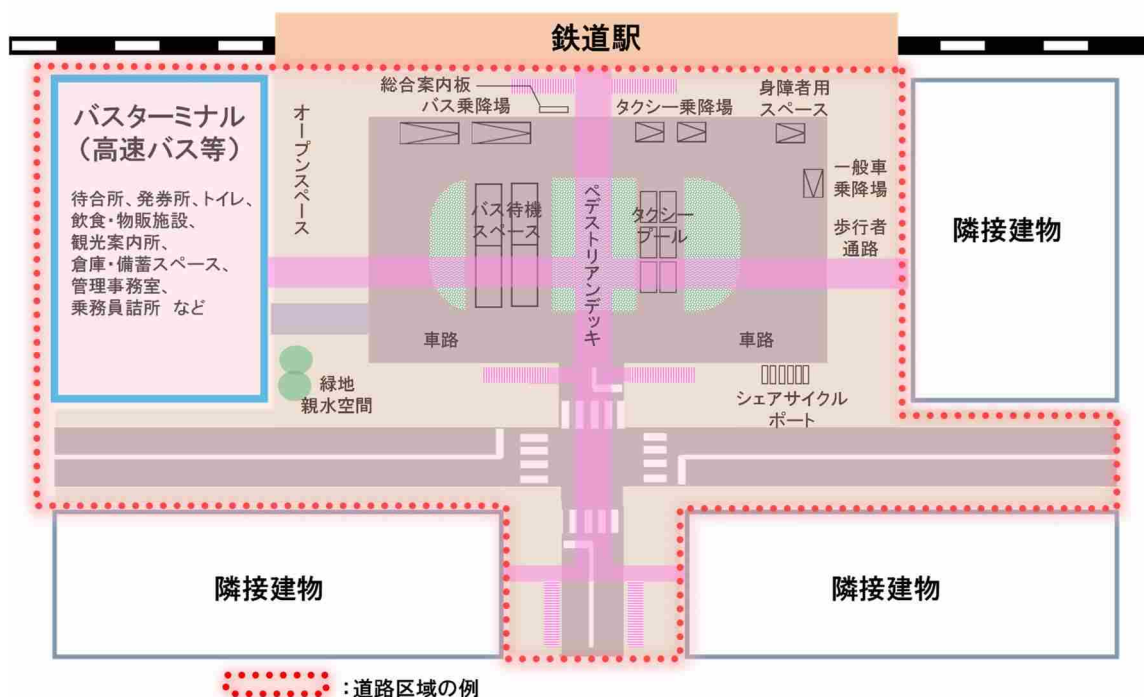 鉄道駅
バスターミナル
（高速バス等）
待合所、発券所、トイレ、
飲食・物販施設、
観光案内所、
倉庫・備蓄スペース、
管理事務室、
乗務員詰所 など
オープンスペース
総合案内板
バス乗降場
タクシー乗降場
身障者用
スペース
一般車
乗降場
歩行者
通路
バス待機
スペース
ペデストリアンデッキ
タクシー
プール
車路
車路
緑地
親水空間
シェアサイクル
ポート
隣接建物
隣接建物
隣接建物
：道路区域の例